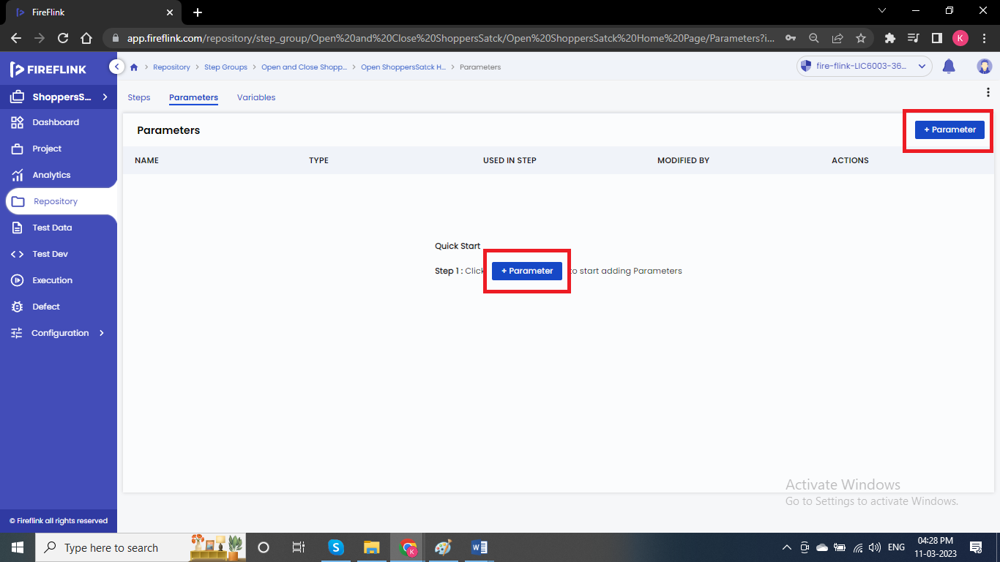 FireFlink
app.fireflink.com/repository/step_group/Open%20and%20Close%20ShoppersSatck/Open%20ShoppersSatck%20Home%20Page/Parameters?i...
K
FIREFLINK
Repository > Step Groups > Open and Close Shopp... > Open ShoppersSatck H... > Parameters
fire-flink-LIC6003-36...
ShoppersS...
Steps Parameters Variables
Dashboard
Project
Analytics
Repository
Test Data
Test Dev
Execution
Defect
Configuration
Parameters
+ Parameter
NAME TYPE USED IN STEP MODIFIED BY ACTIONS
Quick Start
Step 1 : Click + Parameter to start adding Parameters
Activate Windows
Go to Settings to activate Windows.
© Fireflink all rights reserved
Type here to search
S
K
W
ENG
04:28 PM
11-03-2023